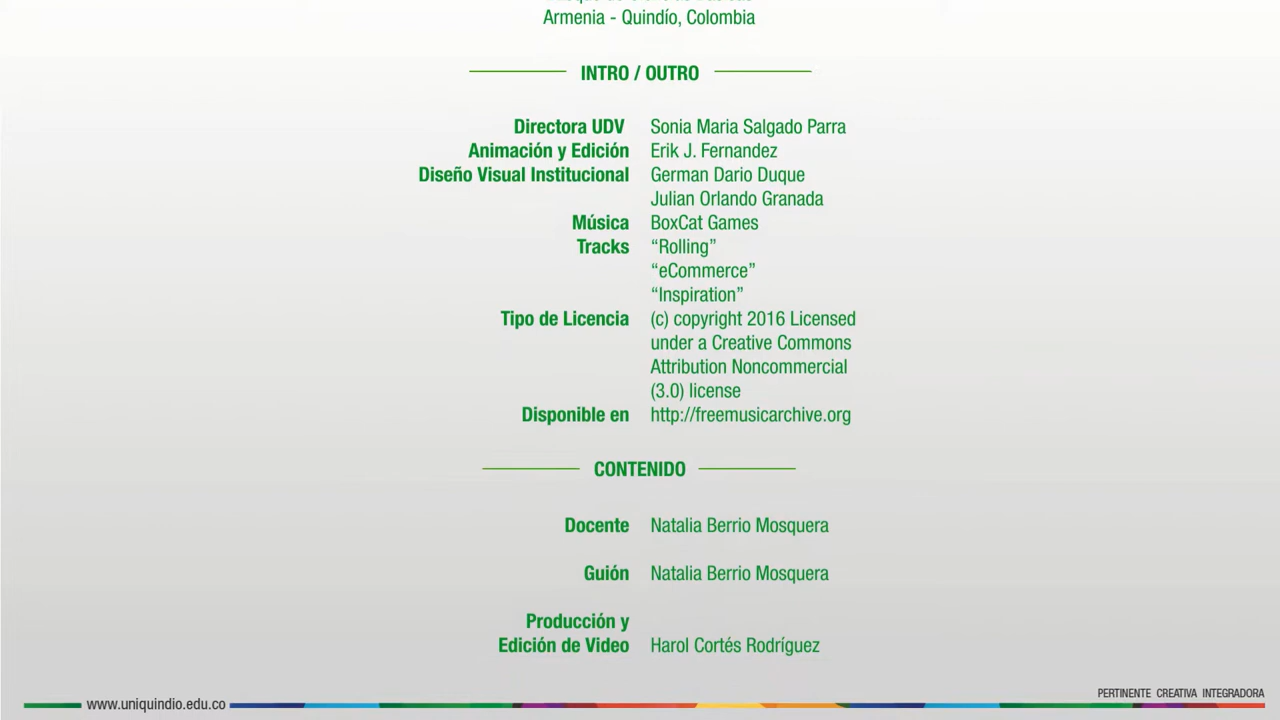 Armenia - Quindío, Colombia
INTRO / OUTRO
Directora UDV Sonia Maria Salgado Parra
Animación y Edición Erik J. Fernandez
Diseño Visual Institucional German Dario Duque
Julian Orlando Granada
Música BoxCat Games
Tracks “Rolling”
“eCommerce”
“Inspiration”
Tipo de Licencia (c) copyright 2016 Licensed
under a Creative Commons
Attribution Noncommercial
(3.0) license
Disponible en http://freemusicarchive.org
CONTENIDO
Docente Natalia Berrio Mosquera
Guión Natalia Berrio Mosquera
Producción y
Edición de Video Harol Cortés Rodríguez
PERTINENTE CREATIVA INTEGRADORA
www.uniquindio.edu.co